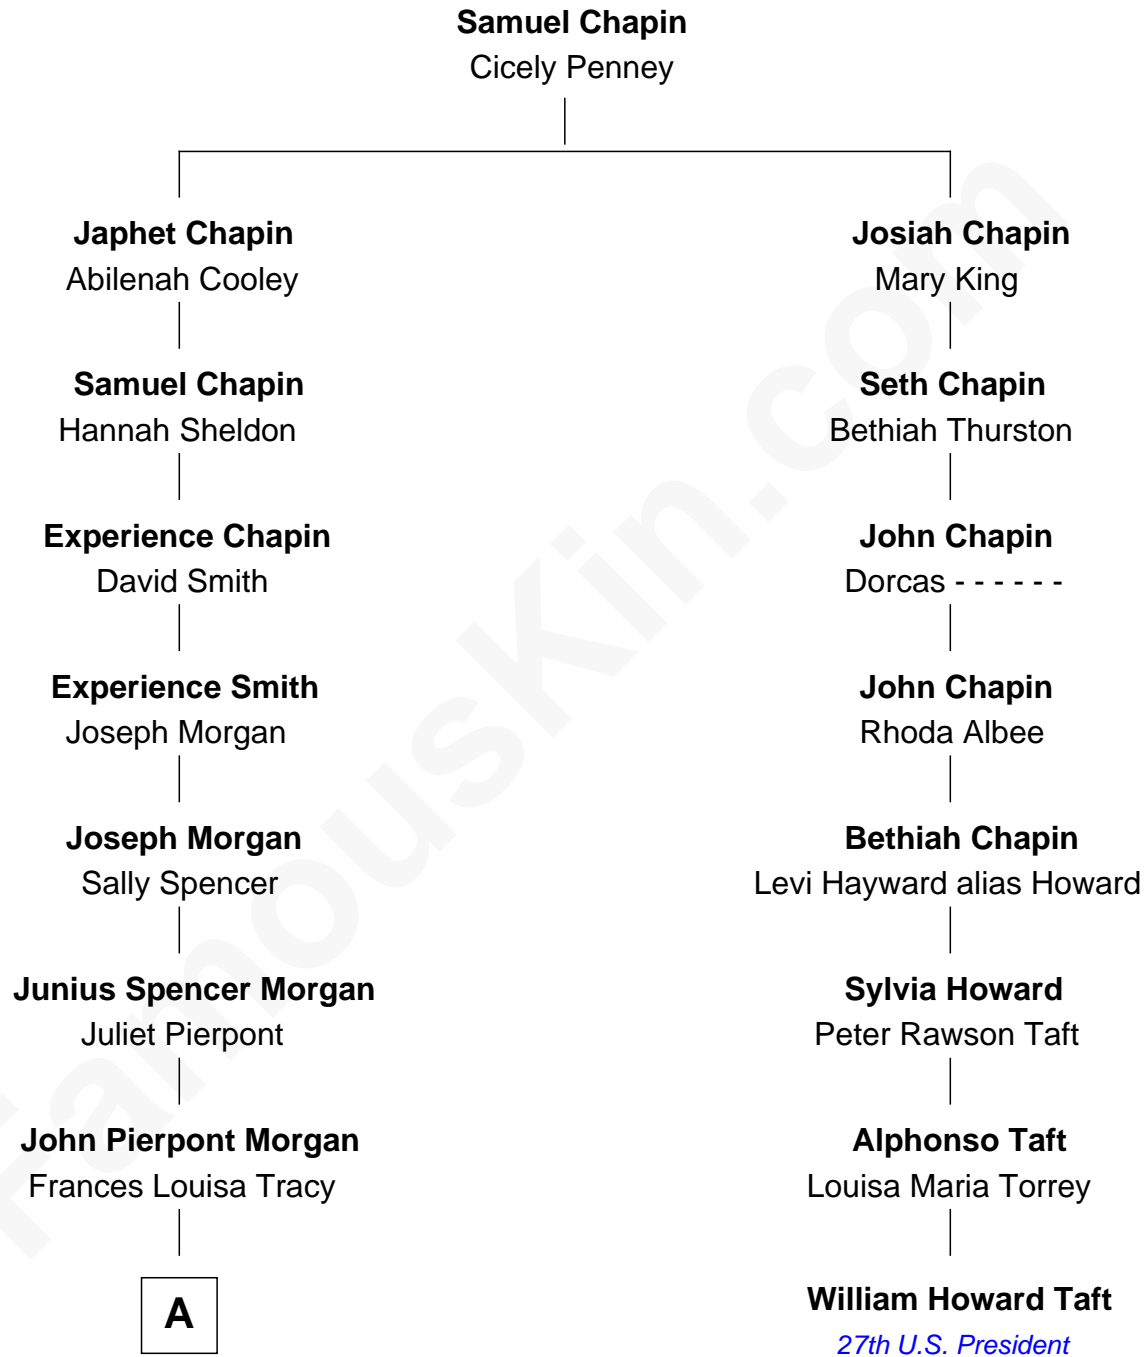 Samuel Chapin
Cicely Penney
Japhet Chapin
Abilenah Cooley
Josiah Chapin
Mary King
Samuel Chapin
Hannah Sheldon
Seth Chapin
Bethiah Thurston
Experience Chapin
David Smith
John Chapin
Dorcas - - - - - -
Experience Smith
Joseph Morgan
John Chapin
Rhoda Albee
Joseph Morgan
Sally Spencer
Bethiah Chapin
Levi Hayward alias Howard
Junius Spencer Morgan
Juliet Pierpont
Sylvia Howard
Peter Rawson Taft
John Pierpont Morgan
Frances Louisa Tracy
Alphonso Taft
Louisa Maria Torrey
A
William Howard Taft
27th U.S. President
FamousKin.com